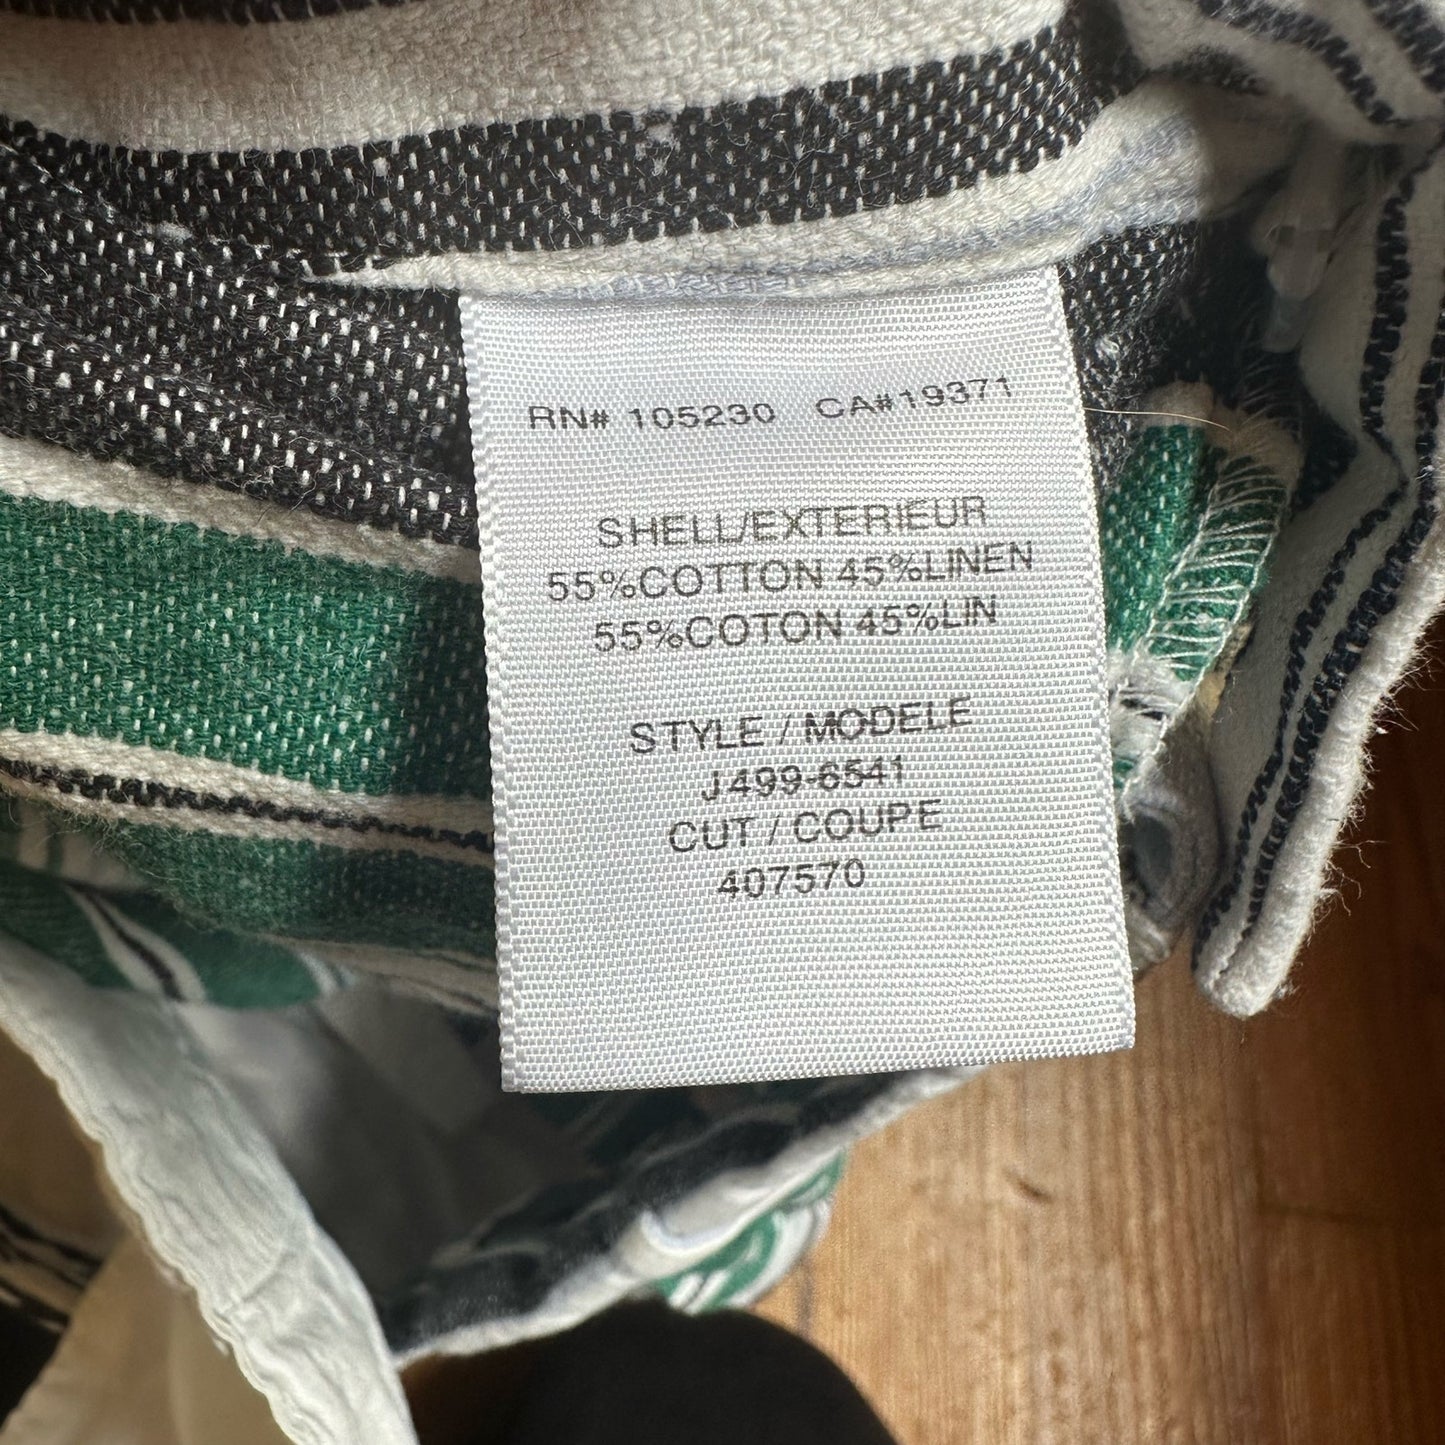 RN# 105230 CA#19371
SHELL/EXTERIEUR
55%COTTON 45%LINEN
55%COTON 45%LIN
STYLE / MODELE
J499-6541
CUT / COUPE
407570